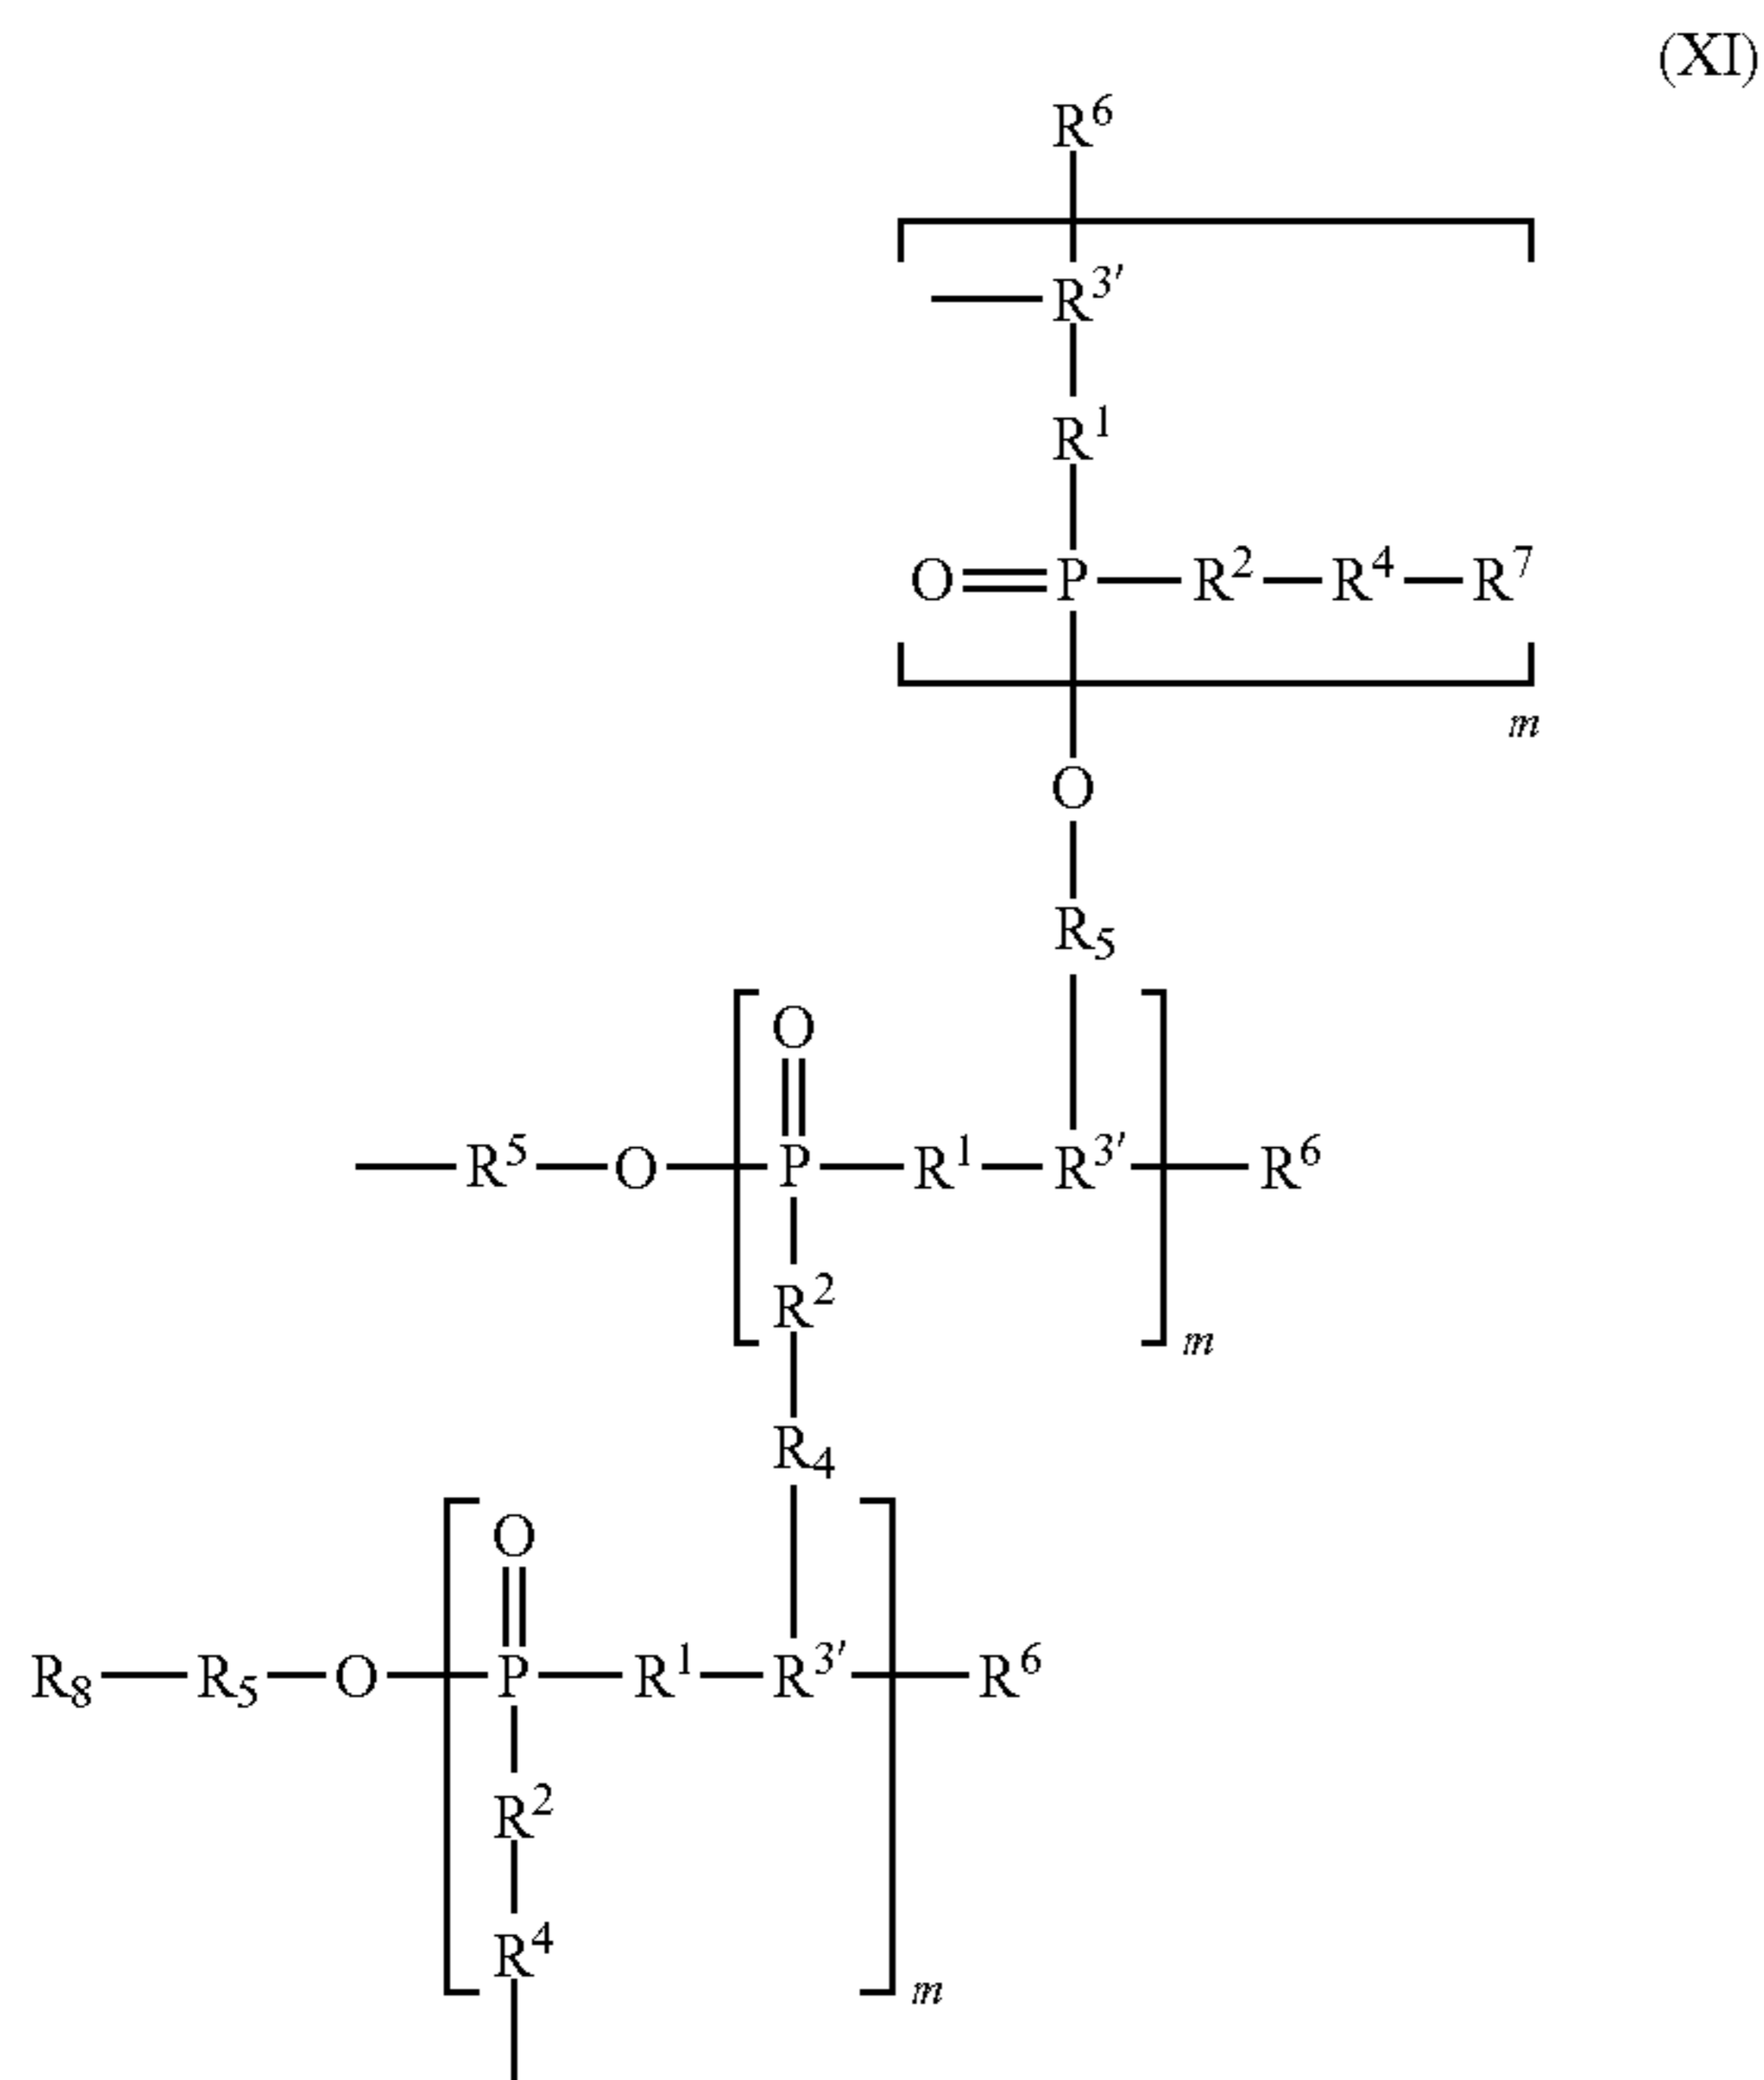 (XI)
R⁶
R³′
R¹
O P R² R⁴ R⁷
m
O
R₅
O
R⁵ O P R¹ R³′ R⁶
R²
m
R₄
O
R₈ R₅ O P R¹ R³′ R⁶
R²
R⁴
m